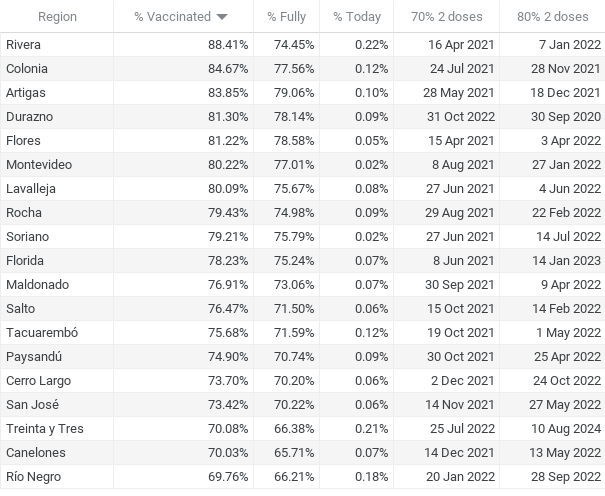 Region % Vaccinated % Fully % Today 70% 2 doses 80% 2 doses
Rivera 88.41% 74.45% 0.22% 16 Apr 2021 7 Jan 2022
Colonia 84.67% 77.56% 0.12% 24 Jul 2021 28 Nov 2021
Artigas 83.85% 79.06% 0.10% 28 May 2021 18 Dec 2021
Durazno 81.30% 78.14% 0.09% 31 Oct 2022 30 Sep 2020
Flores 81.22% 78.58% 0.05% 15 Apr 2021 3 Apr 2022
Montevideo 80.22% 77.01% 0.02% 8 Aug 2021 27 Jan 2022
Lavalleja 80.09% 75.67% 0.08% 27 Jun 2021 4 Jun 2022
Rocha 79.43% 74.98% 0.09% 29 Aug 2021 22 Feb 2022
Soriano 79.21% 75.79% 0.02% 27 Jun 2021 14 Jul 2022
Florida 78.23% 75.24% 0.07% 8 Jun 2021 14 Jan 2023
Maldonado 76.91% 73.06% 0.07% 30 Sep 2021 9 Apr 2022
Salto 76.47% 71.50% 0.06% 15 Oct 2021 14 Feb 2022
Tacuarembó 75.68% 71.59% 0.12% 19 Oct 2021 1 May 2022
Paysandú 74.90% 70.74% 0.09% 30 Oct 2021 25 Apr 2022
Cerro Largo 73.70% 70.20% 0.06% 2 Dec 2021 24 Oct 2022
San José 73.42% 70.22% 0.06% 14 Nov 2021 27 May 2022
Treinta y Tres 70.08% 66.38% 0.21% 25 Jul 2022 10 Aug 2024
Canelones 70.03% 65.71% 0.07% 14 Dec 2021 13 May 2022
Río Negro 69.76% 66.21% 0.18% 20 Jan 2022 28 Sep 2022